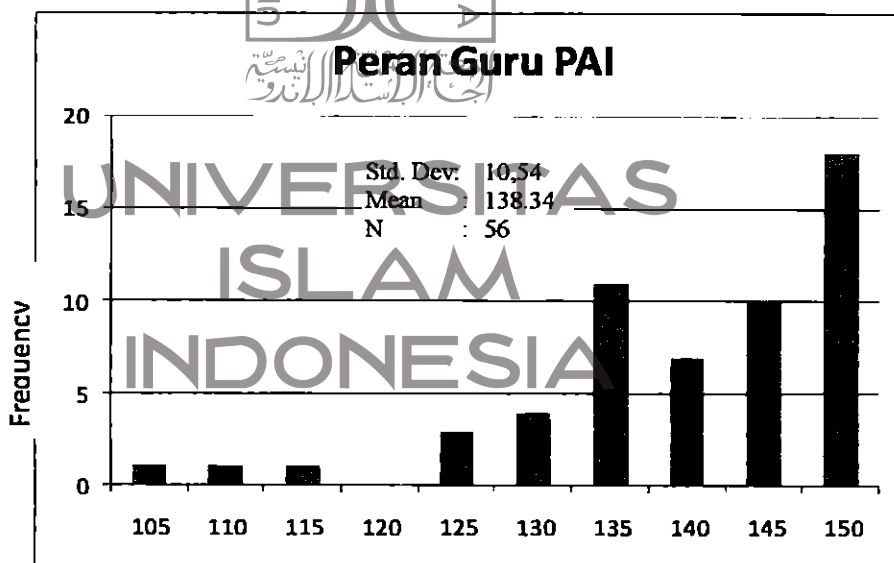 Peran Guru PAI
20
Std. Dev: 10,54
15
Mean : 138.34
N : 56
UNIVERSITAS
ISLAM
INDONESIA
10
5
0
Frequency
105 110 115 120 125 130 135 140 145 150